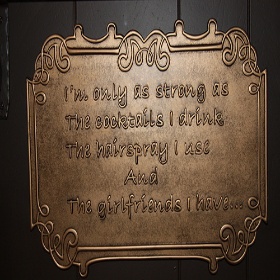 I'm only as strong as
The cocktails I drink
The hairspray I use
And
The girlfriends I have...